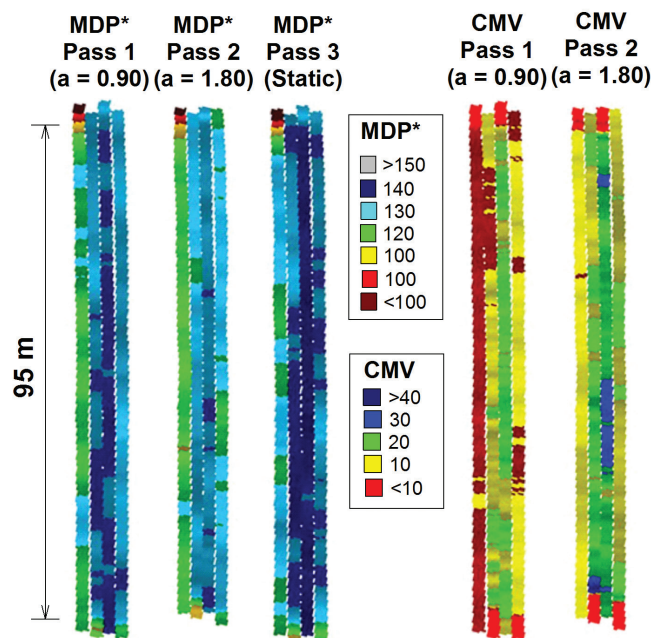 MDP*
Pass 1
(a = 0.90)
MDP*
Pass 2
(a = 1.80)
MDP*
Pass 3
(Static)
CMV
Pass 1
(a = 0.90)
CMV
Pass 2
(a = 1.80)
95 m
MDP*
>150
140
130
120
100
100
<100
CMV
>40
30
20
10
<10